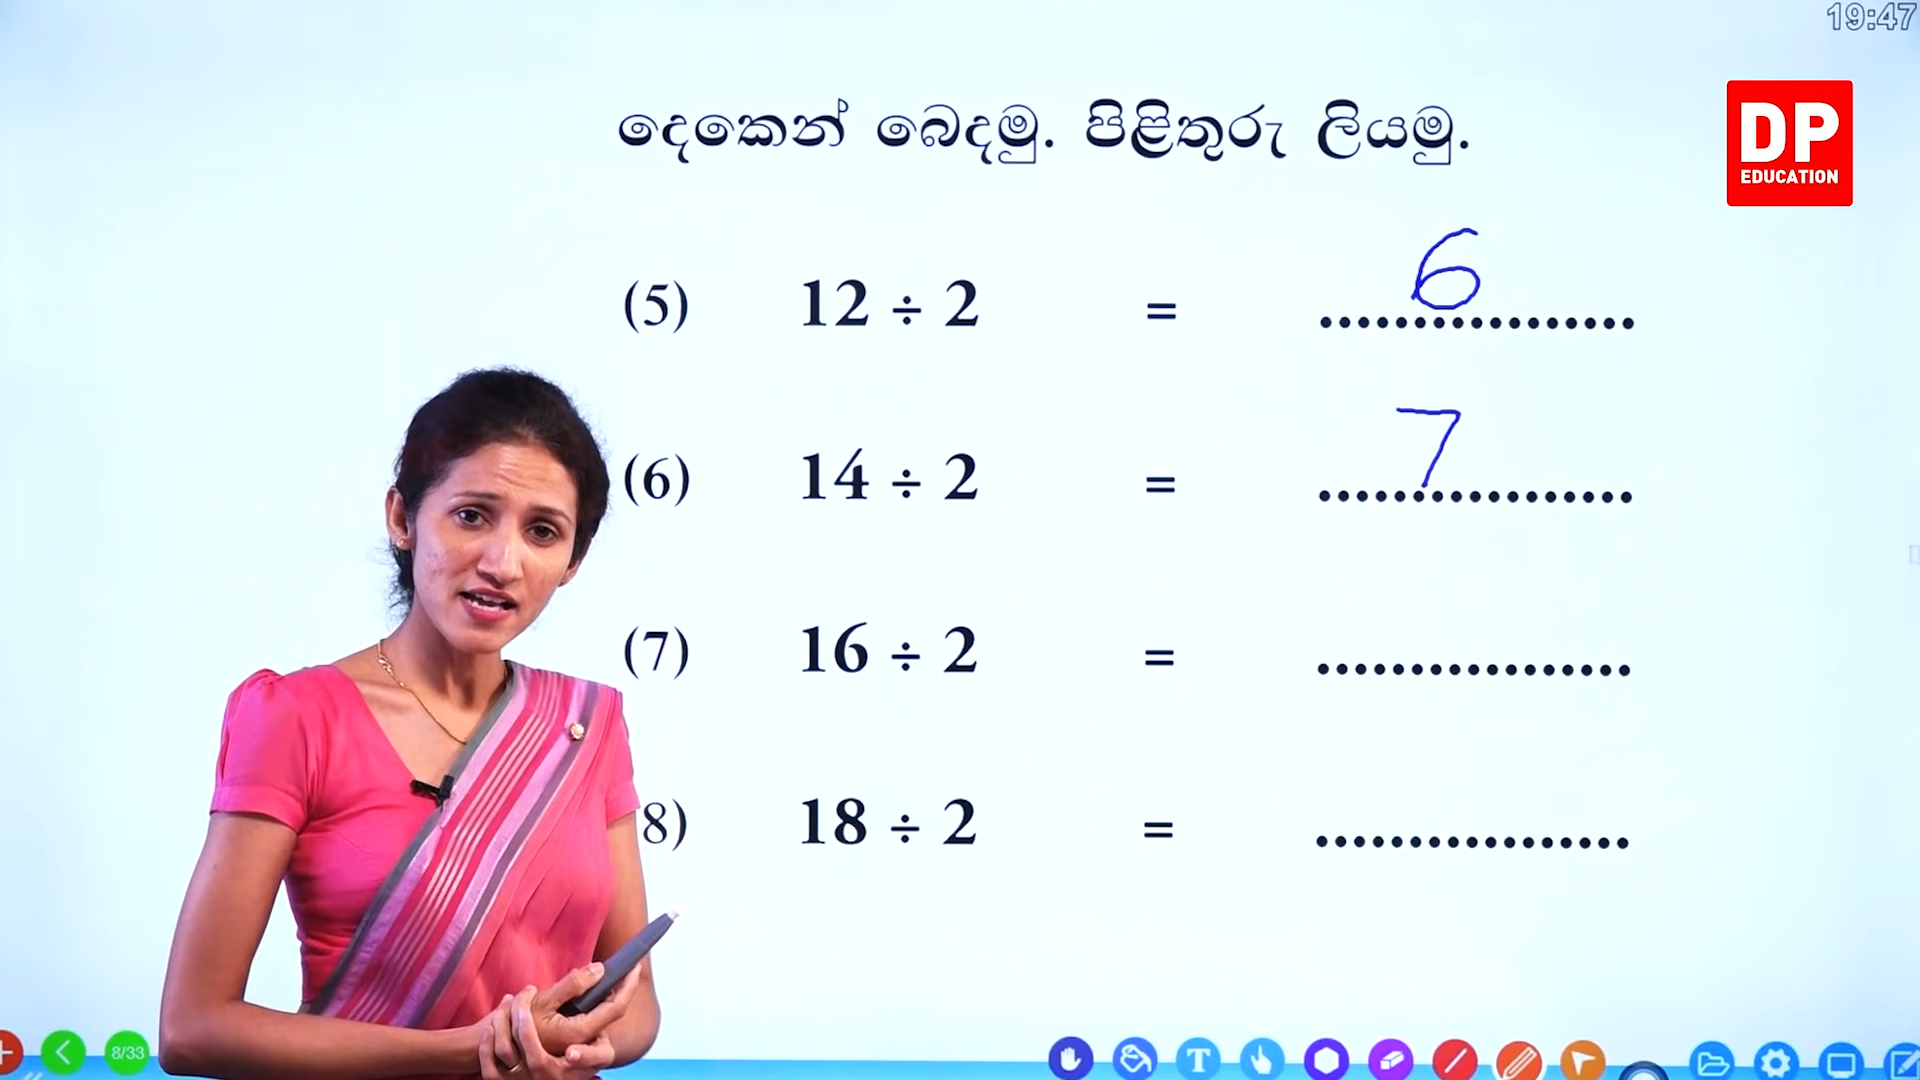 19:47
දෙකෙන් බෙදමු. පිළිතුරු ලියමු.
DP
EDUCATION
(5) 12 ÷ 2 = 6
(6) 14 ÷ 2 = 7
(7) 16 ÷ 2 = ................
8) 18 ÷ 2 = ................
8/33
T